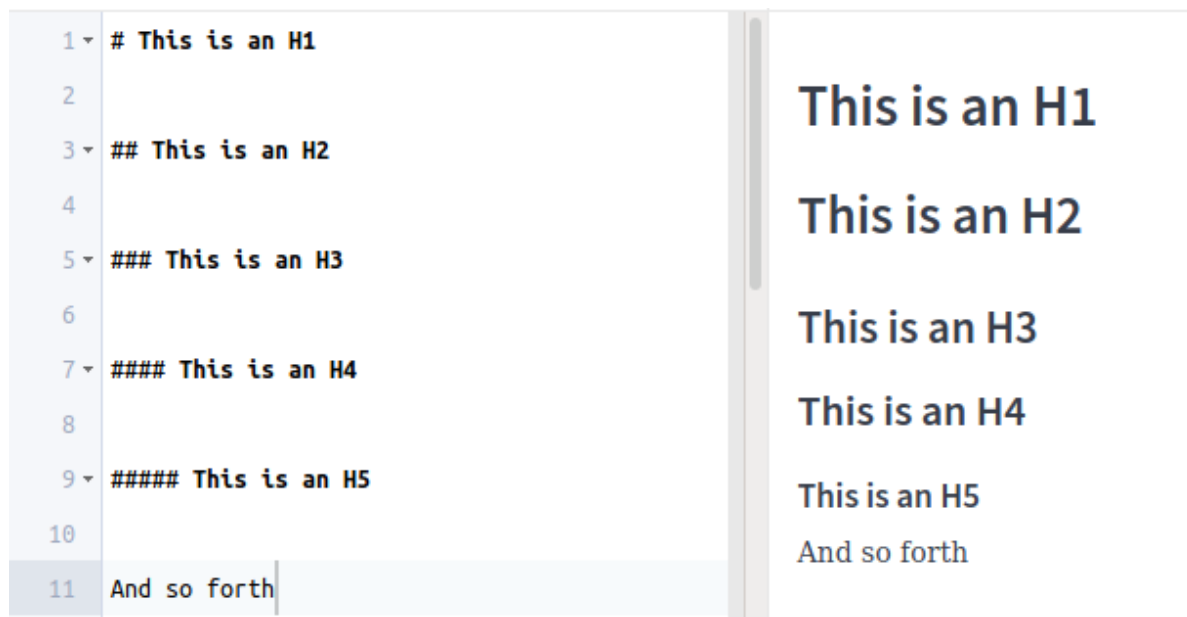 1 # This is an H1
2
3 ## This is an H2
4
5 ### This is an H3
6
7 #### This is an H4
8
9 ##### This is an H5
10
11 And so forth
This is an H1
This is an H2
This is an H3
This is an H4
This is an H5
And so forth